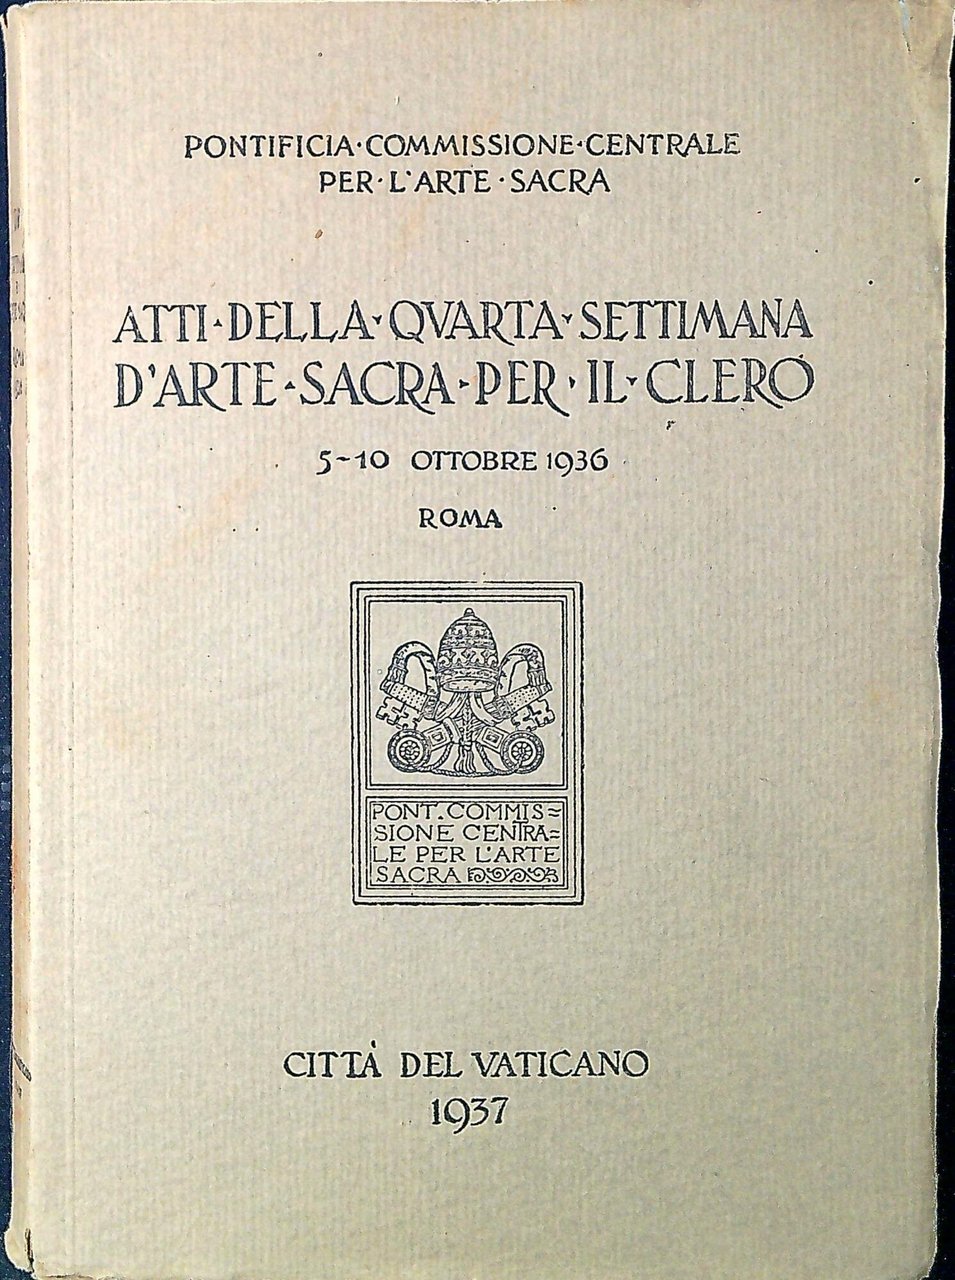 PONTIFICIA·COMMISSIONE·CENTRALE
PER·L'ARTE·SACRA
ATTI·DELLA·QVARTA·SETTIMANA
D'ARTE·SACRA·PER·IL·CLERO
5-10 OTTOBRE 1936
ROMA
PONT. COMMIS=
SIONE CENTRA=
LE PER L'ARTE
SACRA
CITTÀ DEL VATICANO
1937